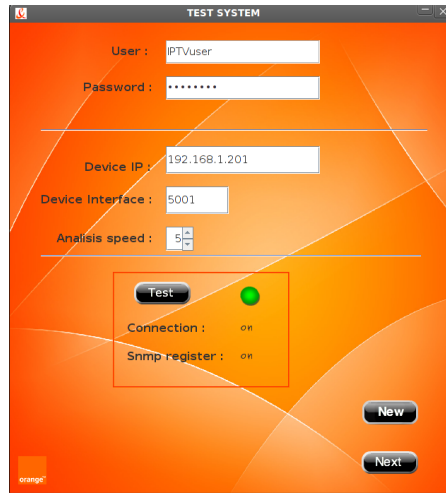 TEST SYSTEM
User : IPTVuser
Password : ••••••••
Device IP : 192.168.1.201
Device Interface : 5001
Analisis speed : 5
Test
Connection : on
Snmp register : on
New
Next
orange™